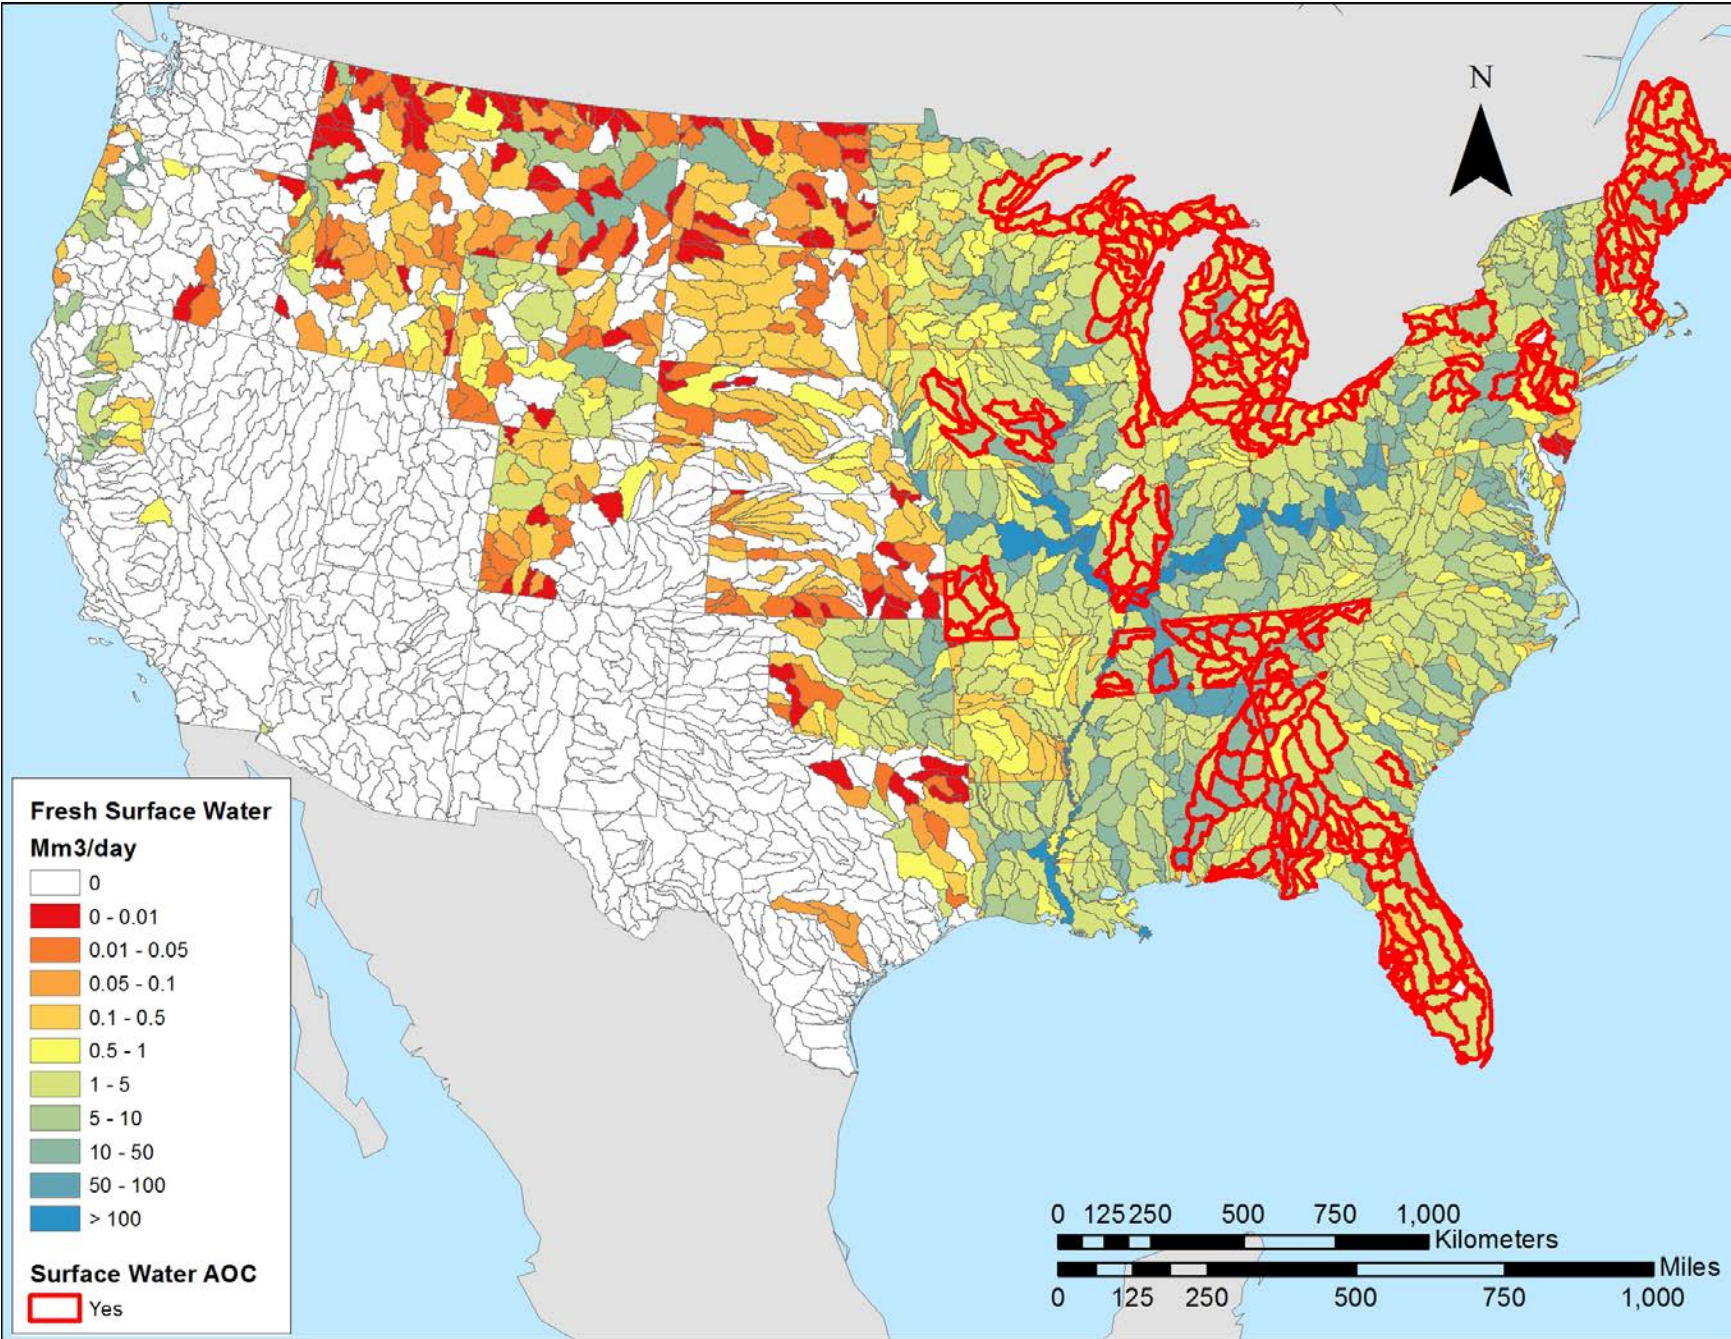 N
Fresh Surface Water
Mm3/day
0
0 - 0.01
0.01 - 0.05
0.05 - 0.1
0.1 - 0.5
0.5 - 1
1 - 5
5 - 10
10 - 50
50 - 100
> 100
Surface Water AOC
Yes
0 125 250 500 750 1,000
Kilometers
Miles
0 125 250 500 750 1,000